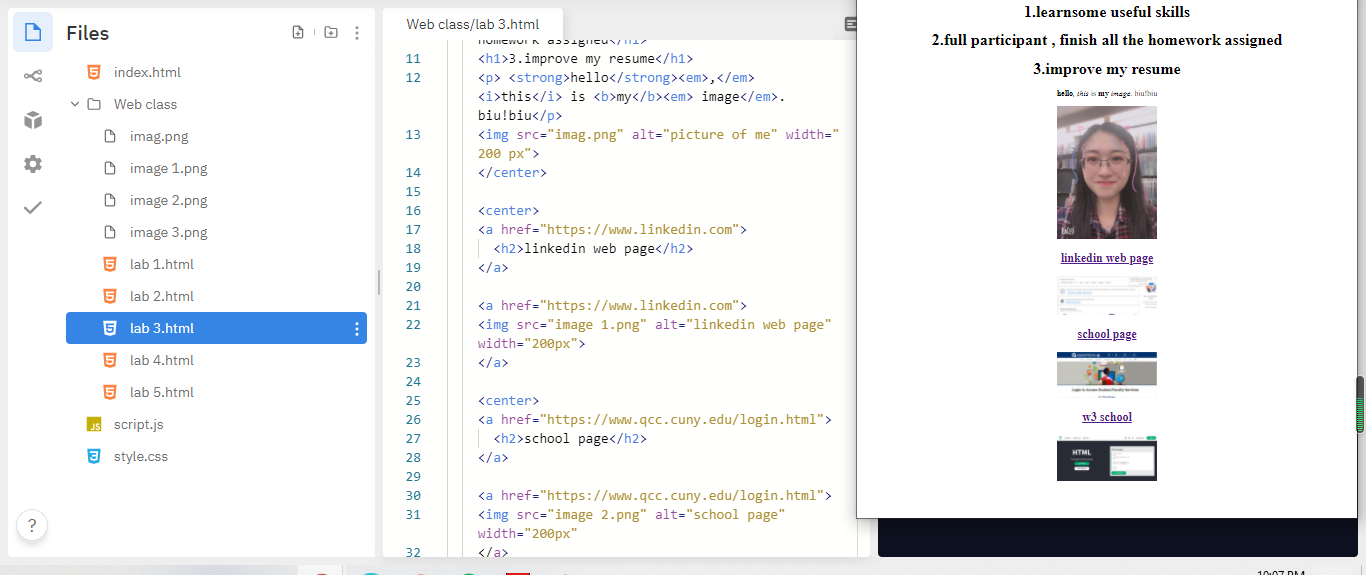 Files
index.html
Web class
imag.png
image 1.png
image 2.png
image 3.png
lab 1.html
lab 2.html
lab 3.html
lab 4.html
lab 5.html
JS
script.js
style.css
?
Web class/lab 3.html
homework assigned</h1>
11 <h1>3.improve my resume</h1>
12 <p> <strong>hello</strong><em>,</em>
<i>this</i> is <b>my</b><em> image</em>.
biu!biu</p>
13 <img src="imag.png" alt="picture of me" width="
200 px">
14 </center>
15
16 <center>
17 <a href="https://www.linkedin.com">
18 <h2>linkedin web page</h2>
19 </a>
20
21 <a href="https://www.linkedin.com">
22 <img src="image 1.png" alt="linkedin web page"
width="200px">
23 </a>
24
25 <center>
26 <a href="https://www.qcc.cuny.edu/login.html">
27 <h2>school page</h2>
28 </a>
29
30 <a href="https://www.qcc.cuny.edu/login.html">
31 <img src="image 2.png" alt="school page"
width="200px"
32 </a>
1.learnsome useful skills
2.full participant , finish all the homework assigned
3.improve my resume
hello, this is my image. biu!biu
linkedin web page
school page
w3 school
HTML
10:07 PM